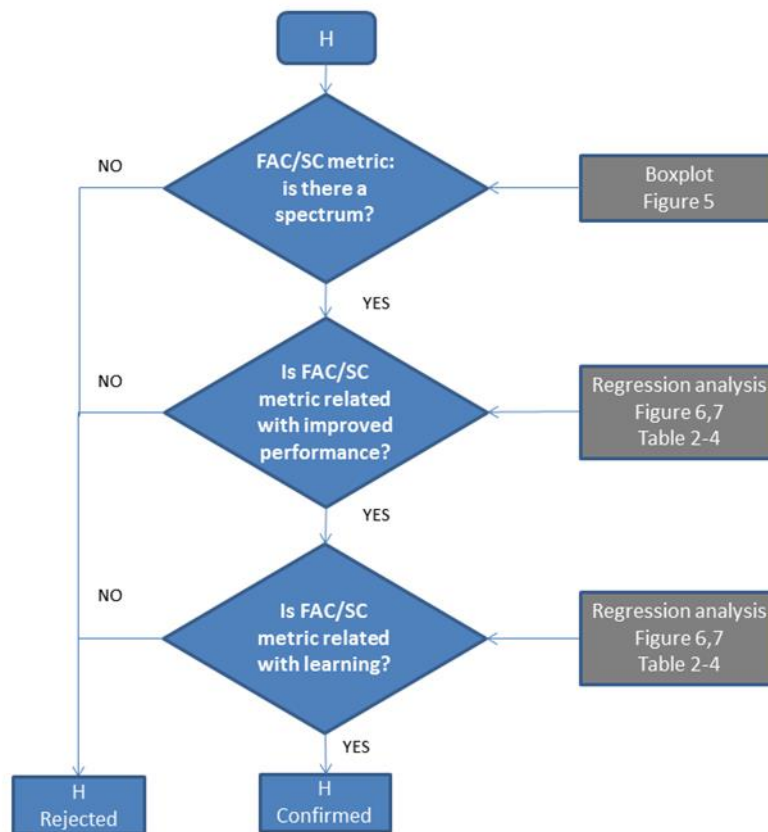 H
FAC/SC metric:
is there a
spectrum?
NO
Boxplot
Figure 5
YES
Is FAC/SC
metric related
with improved
performance?
NO
Regression analysis
Figure 6,7
Table 2-4
YES
Is FAC/SC
metric related
with learning?
NO
Regression analysis
Figure 6,7
Table 2-4
YES
H
Rejected
H
Confirmed